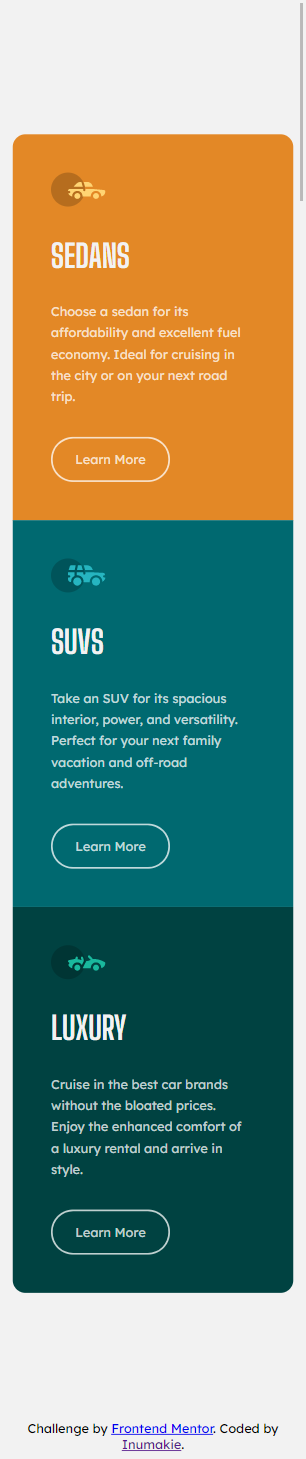 SEDANS
Choose a sedan for its
affordability and excellent fuel
economy. Ideal for cruising in
the city or on your next road
trip.
Learn More
SUVS
Take an SUV for its spacious
interior, power, and versatility.
Perfect for your next family
vacation and off-road
adventures.
Learn More
LUXURY
Cruise in the best car brands
without the bloated prices.
Enjoy the enhanced comfort of
a luxury rental and arrive in
style.
Learn More
Challenge by Frontend Mentor. Coded by
Inumakie.